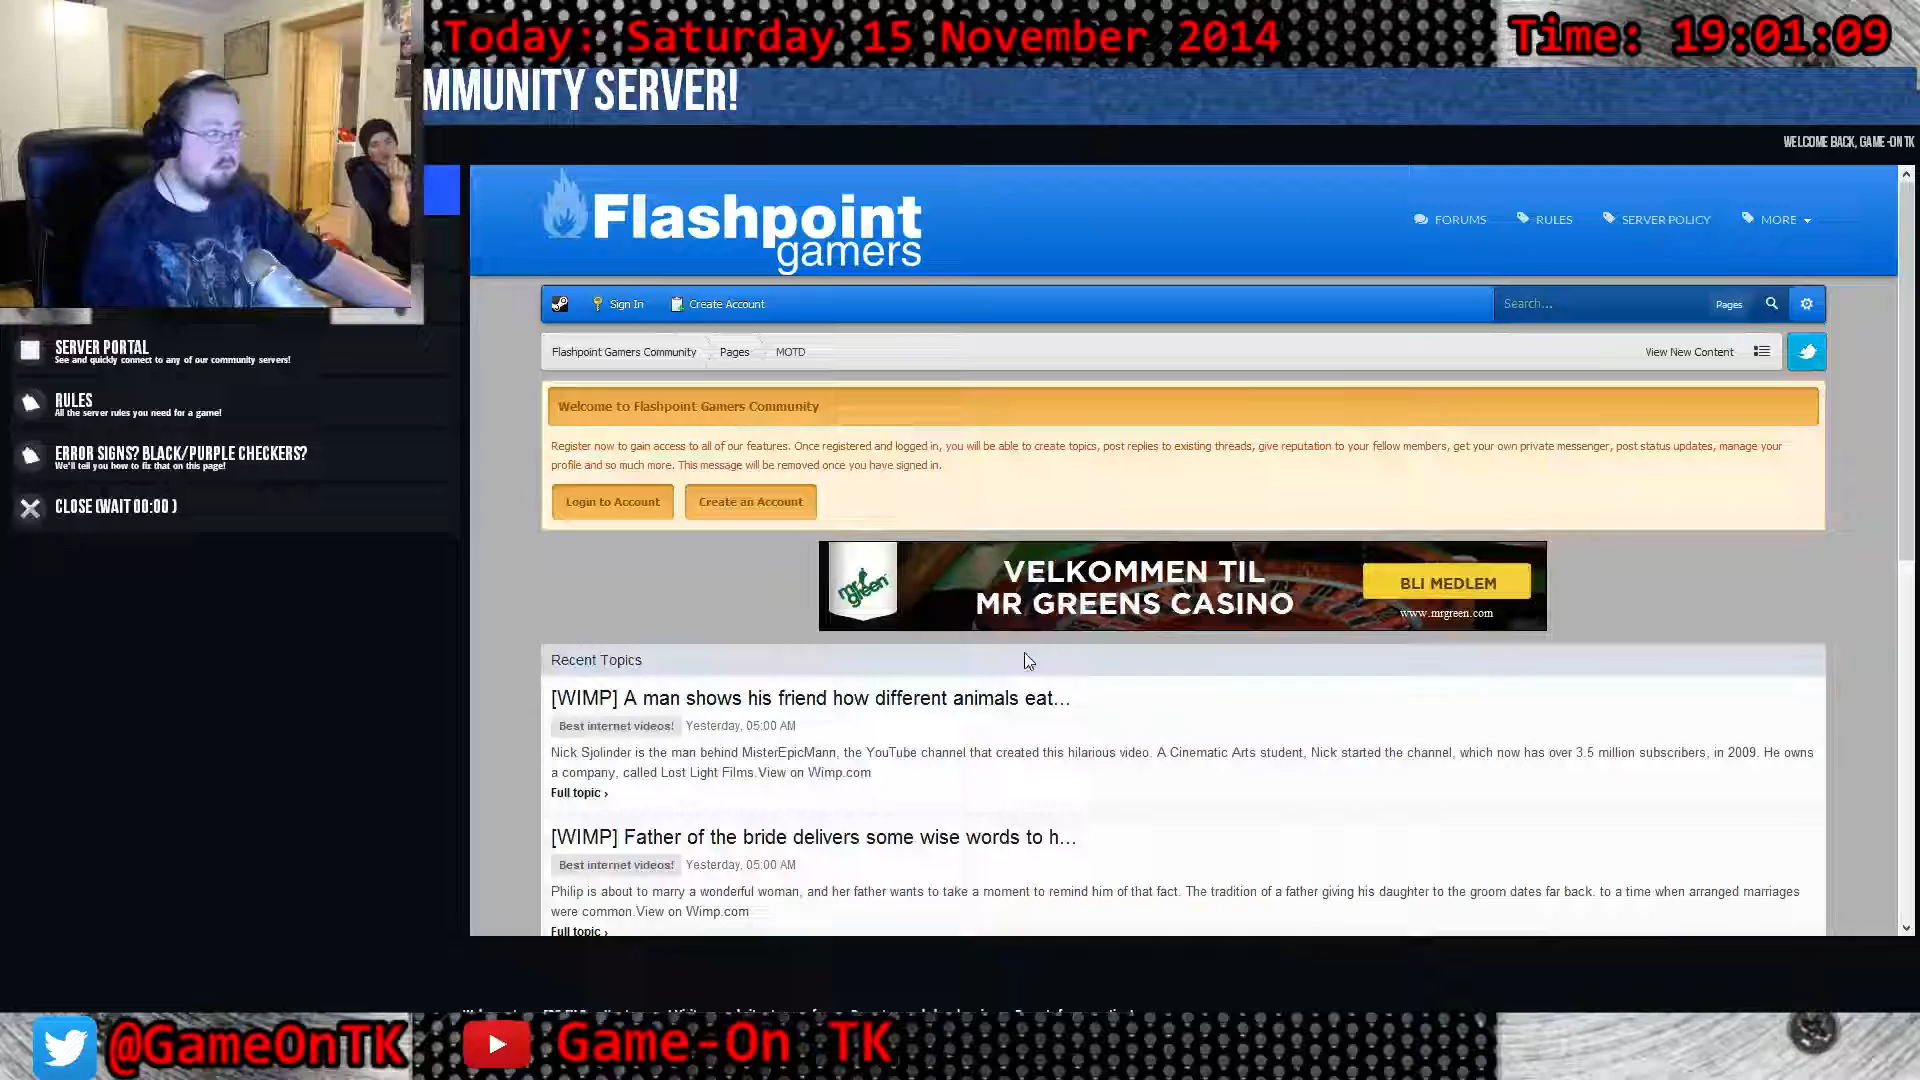 Today: Saturday 15 November 2014
Time: 19:01:09
MMUNITY SERVER!
WELCOME BACK, GAME-ON TK
Flashpoint
gamers
FORUMS
RULES
SERVER POLICY
MORE
Sign In
Create Account
Search...
Pages
Flashpoint Gamers Community
Pages
MOTD
View New Content
SERVER PORTAL
See and quickly connect to any of our community servers!
RULES
All the server rules you need for a game!
ERROR SIGNS? BLACK/PURPLE CHECKERS?
We'll tell you how to fix that on this page!
CLOSE (WAIT 00:00 )
Welcome to Flashpoint Gamers Community
Register now to gain access to all of our features. Once registered and logged in, you will be able to create topics, post replies to existing threads, give reputation to your fellow members, get your own private messenger, post status updates, manage your
profile and so much more. This message will be removed once you have signed in.
Login to Account
Create an Account
mr green
VELKOMMEN TIL
MR GREENS CASINO
BLI MEDLEM
www.mrgreen.com
Recent Topics
[WIMP] A man shows his friend how different animals eat...
Best internet videos!
Yesterday, 05:00 AM
Nick Sjolinder is the man behind MisterEpicMann, the YouTube channel that created this hilarious video. A Cinematic Arts student, Nick started the channel, which now has over 3.5 million subscribers, in 2009. He owns
a company, called Lost Light Films.View on Wimp.com
Full topic ›
[WIMP] Father of the bride delivers some wise words to h...
Best internet videos!
Yesterday, 05:00 AM
Philip is about to marry a wonderful woman, and her father wants to take a moment to remind him of that fact. The tradition of a father giving his daughter to the groom dates far back. to a time when arranged marriages
were common.View on Wimp.com
Full topic ›
@GameOnTK
Game-On TK